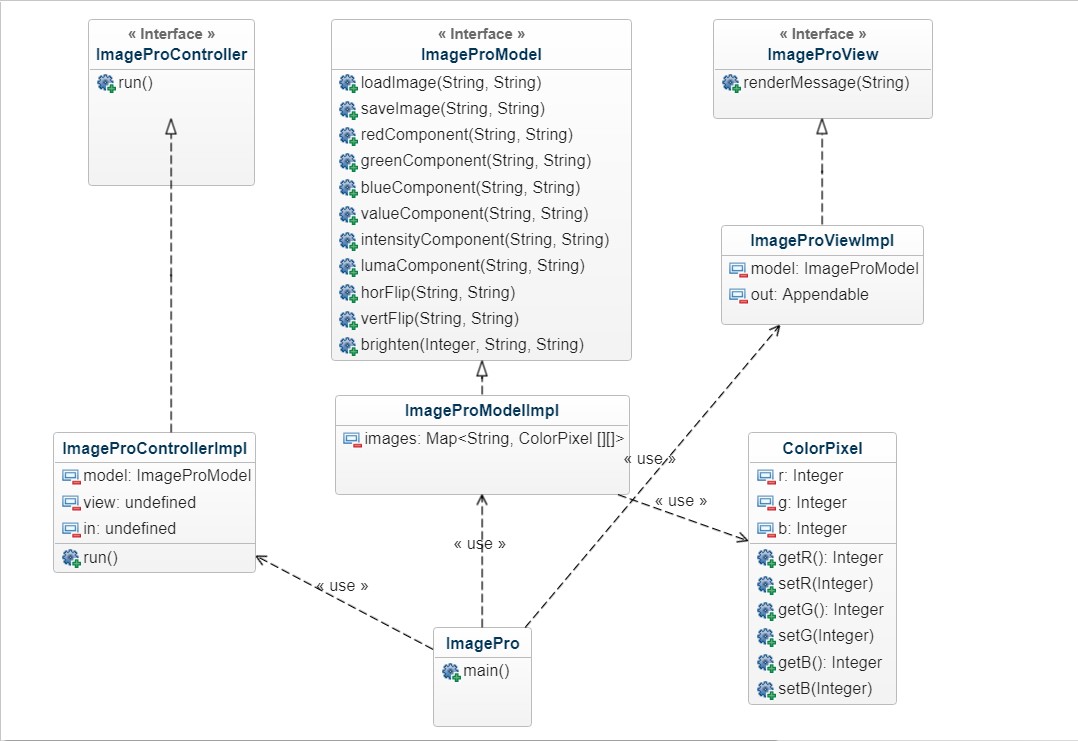 « Interface »
ImageProController
run()
« Interface »
ImageProModel
loadImage(String, String)
saveImage(String, String)
redComponent(String, String)
greenComponent(String, String)
blueComponent(String, String)
valueComponent(String, String)
intensityComponent(String, String)
lumaComponent(String, String)
horFlip(String, String)
vertFlip(String, String)
brighten(Integer, String, String)
« Interface »
ImageProView
renderMessage(String)
ImageProViewImpl
model: ImageProModel
out: Appendable
ImageProModelImpl
images: Map<String, ColorPixel [][]>
ImageProControllerImpl
model: ImageProModel
view: undefined
in: undefined
run()
« use »
« use »
« use »
« use »
ColorPixel
r: Integer
g: Integer
b: Integer
getR(): Integer
setR(Integer)
getG(): Integer
setG(Integer)
getB(): Integer
setB(Integer)
ImagePro
main()